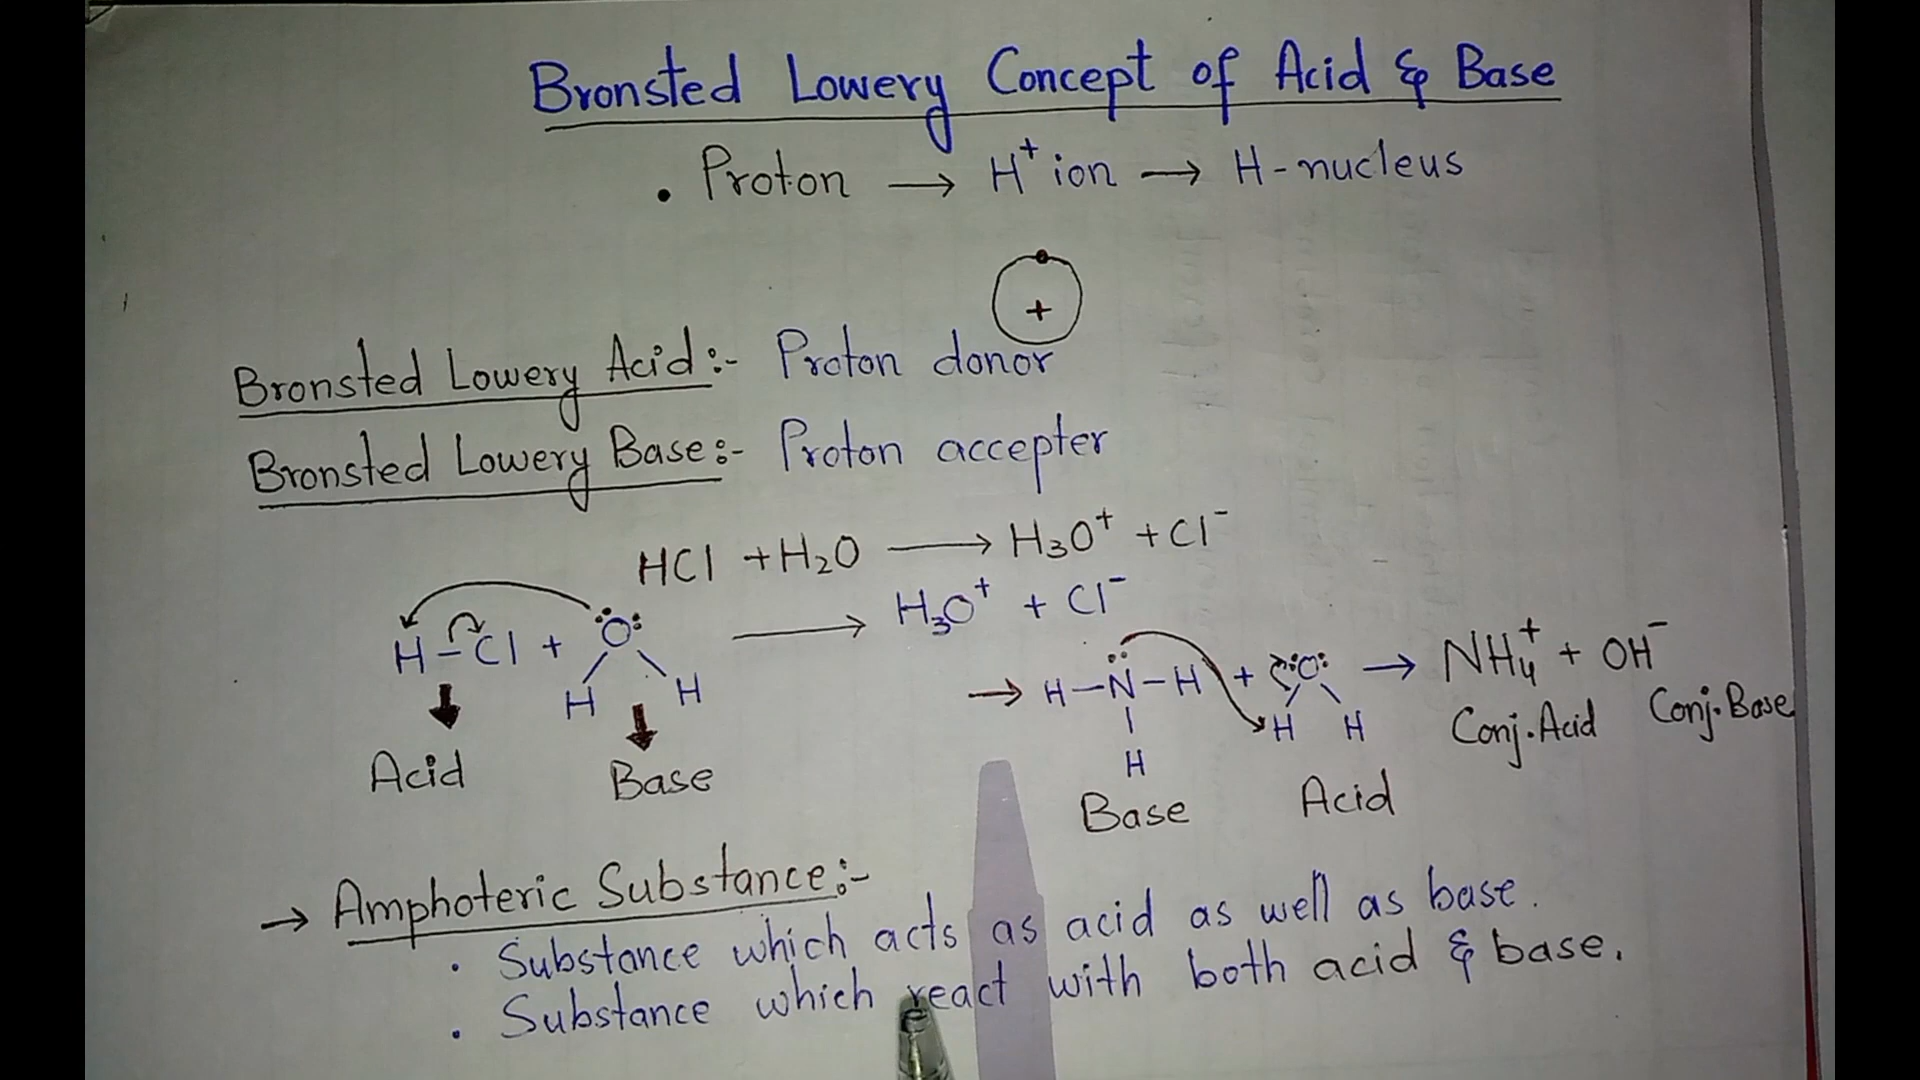 Bronsted Lowery Concept of Acid & Base
• Proton → H⁺ ion → H-nucleus
+
Bronsted Lowery Acid:- Proton donor
Bronsted Lowery Base:- Proton accepter
HCl + H₂O → H₃O⁺ + Cl⁻
H-Cl + :Ö: → H₃O⁺ + Cl⁻
H H
Acid Base
→ H-N̈-H + :Ö: → NH₄⁺ + OH⁻
H H H
Conj.Acid Conj.Base
Base Acid
→ Amphoteric Substance:-
• Substance which acts as acid as well as base.
• Substance which react with both acid & base.